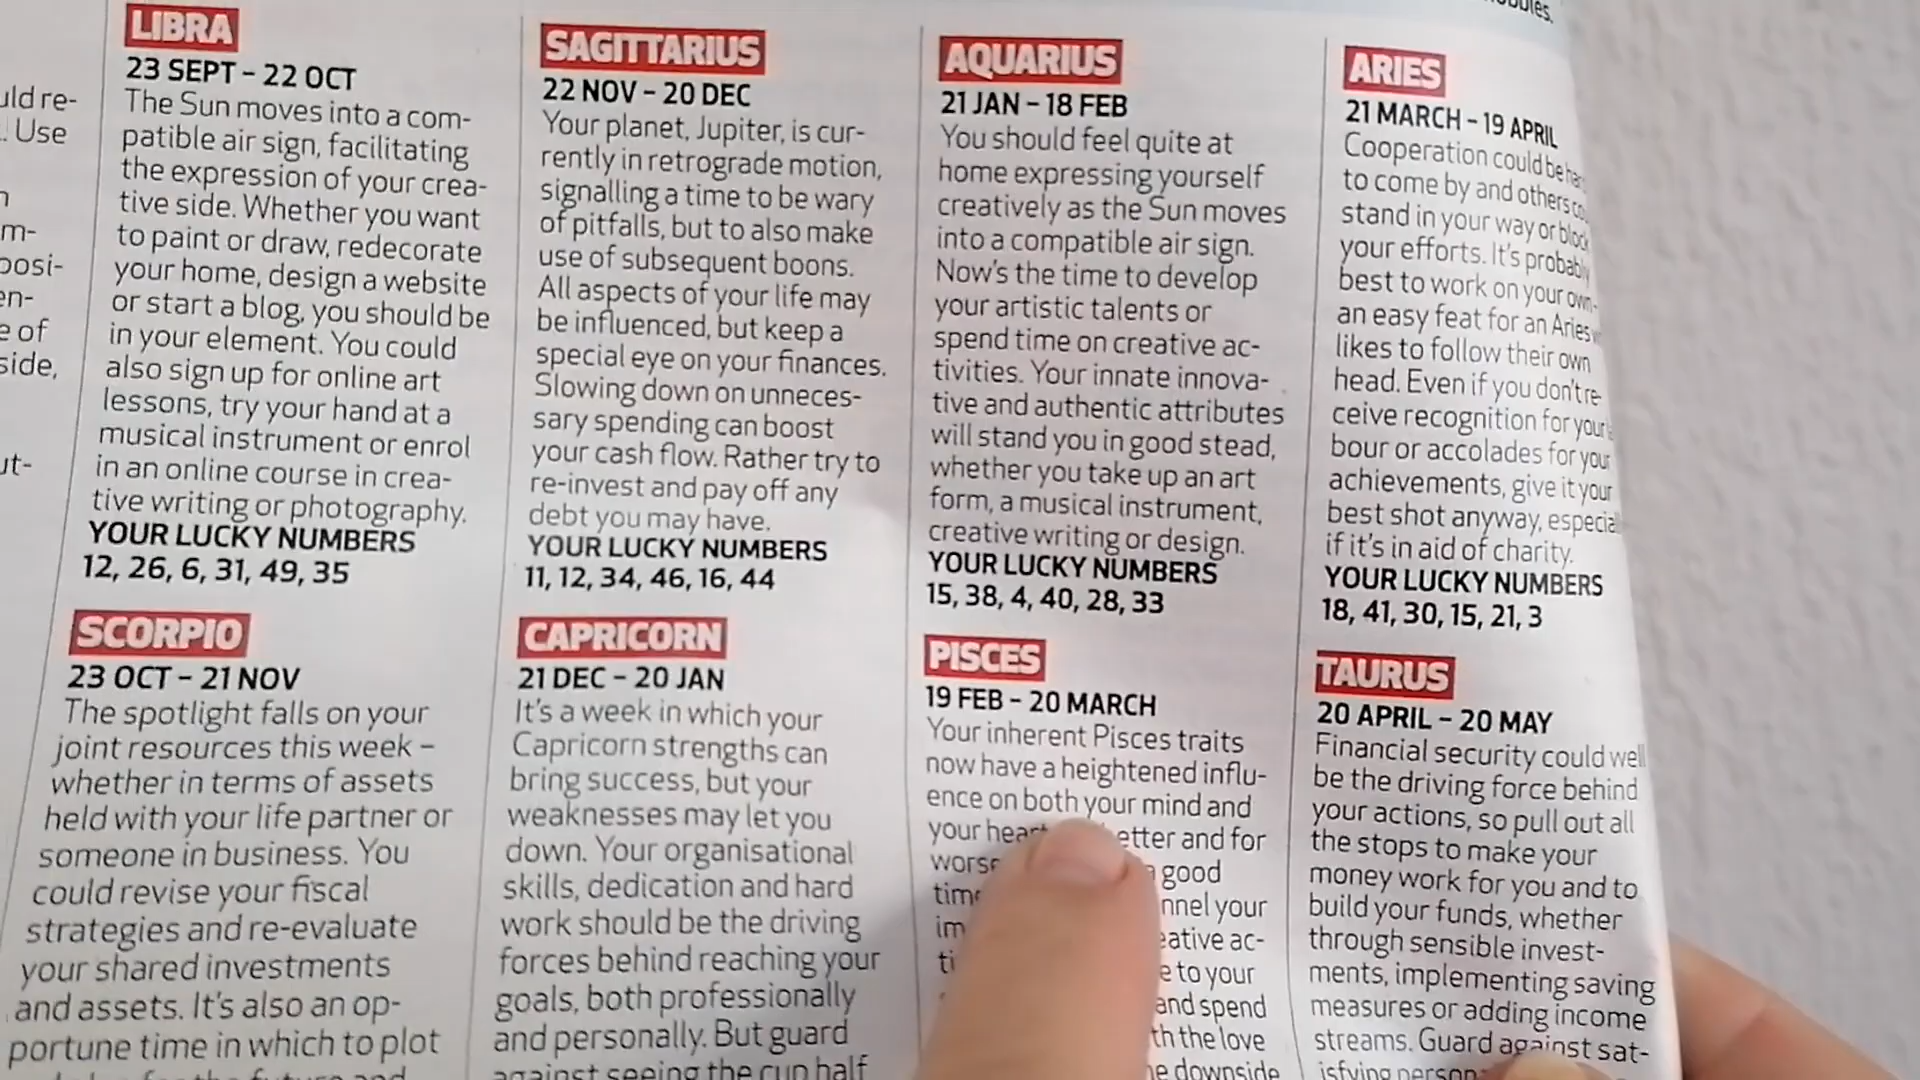 LIBRA
23 SEPT – 22 OCT
The Sun moves into a com-
patible air sign, facilitating
the expression of your crea-
tive side. Whether you want
to paint or draw, redecorate
your home, design a website
or start a blog, you should be
in your element. You could
also sign up for online art
lessons, try your hand at a
musical instrument or enrol
in an online course in crea-
tive writing or photography.
YOUR LUCKY NUMBERS
12, 26, 6, 31, 49, 35
SCORPIO
23 OCT – 21 NOV
The spotlight falls on your
joint resources this week –
whether in terms of assets
held with your life partner or
someone in business. You
could revise your fiscal
strategies and re-evaluate
your shared investments
and assets. It's also an op-
portune time in which to plot
SAGITTARIUS
22 NOV – 20 DEC
Your planet, Jupiter, is cur-
rently in retrograde motion,
signalling a time to be wary
of pitfalls, but to also make
use of subsequent boons.
All aspects of your life may
be influenced, but keep a
special eye on your finances.
Slowing down on unneces-
sary spending can boost
your cash flow. Rather try to
re-invest and pay off any
debt you may have.
YOUR LUCKY NUMBERS
11, 12, 34, 46, 16, 44
CAPRICORN
21 DEC – 20 JAN
It's a week in which your
Capricorn strengths can
bring success, but your
weaknesses may let you
down. Your organisational
skills, dedication and hard
work should be the driving
forces behind reaching your
goals, both professionally
and personally. But guard
against seeing the cup half
AQUARIUS
21 JAN – 18 FEB
You should feel quite at
home expressing yourself
creatively as the Sun moves
into a compatible air sign.
Now's the time to develop
your artistic talents or
spend time on creative ac-
tivities. Your innate innova-
tive and authentic attributes
will stand you in good stead,
whether you take up an art
form, a musical instrument,
creative writing or design.
YOUR LUCKY NUMBERS
15, 38, 4, 40, 28, 33
PISCES
19 FEB – 20 MARCH
Your inherent Pisces traits
now have a heightened influ-
ence on both your mind and
your and for
good
your
ac-
to your
and spend
the love
downside
ARIES
21 MARCH – 19 APRIL
Cooperation could be
to come by and others
stand in your way or block
your efforts. It's probably
best to work on your own
an easy feat for an Aries
likes to follow their own
head. Even if you don't re-
ceive recognition for your
bour or accolades for your
achievements, give it your
best shot anyway,
if it's in aid of charity.
YOUR LUCKY NUMBERS
18, 41, 30, 15, 21, 3
TAURUS
20 APRIL – 20 MAY
Financial security could well
be the driving force behind
your actions, so pull out all
the stops to make your
money work for you and to
build your funds, whether
through sensible invest-
ments, implementing saving
measures or adding income
streams. Guard against sat-
isfying